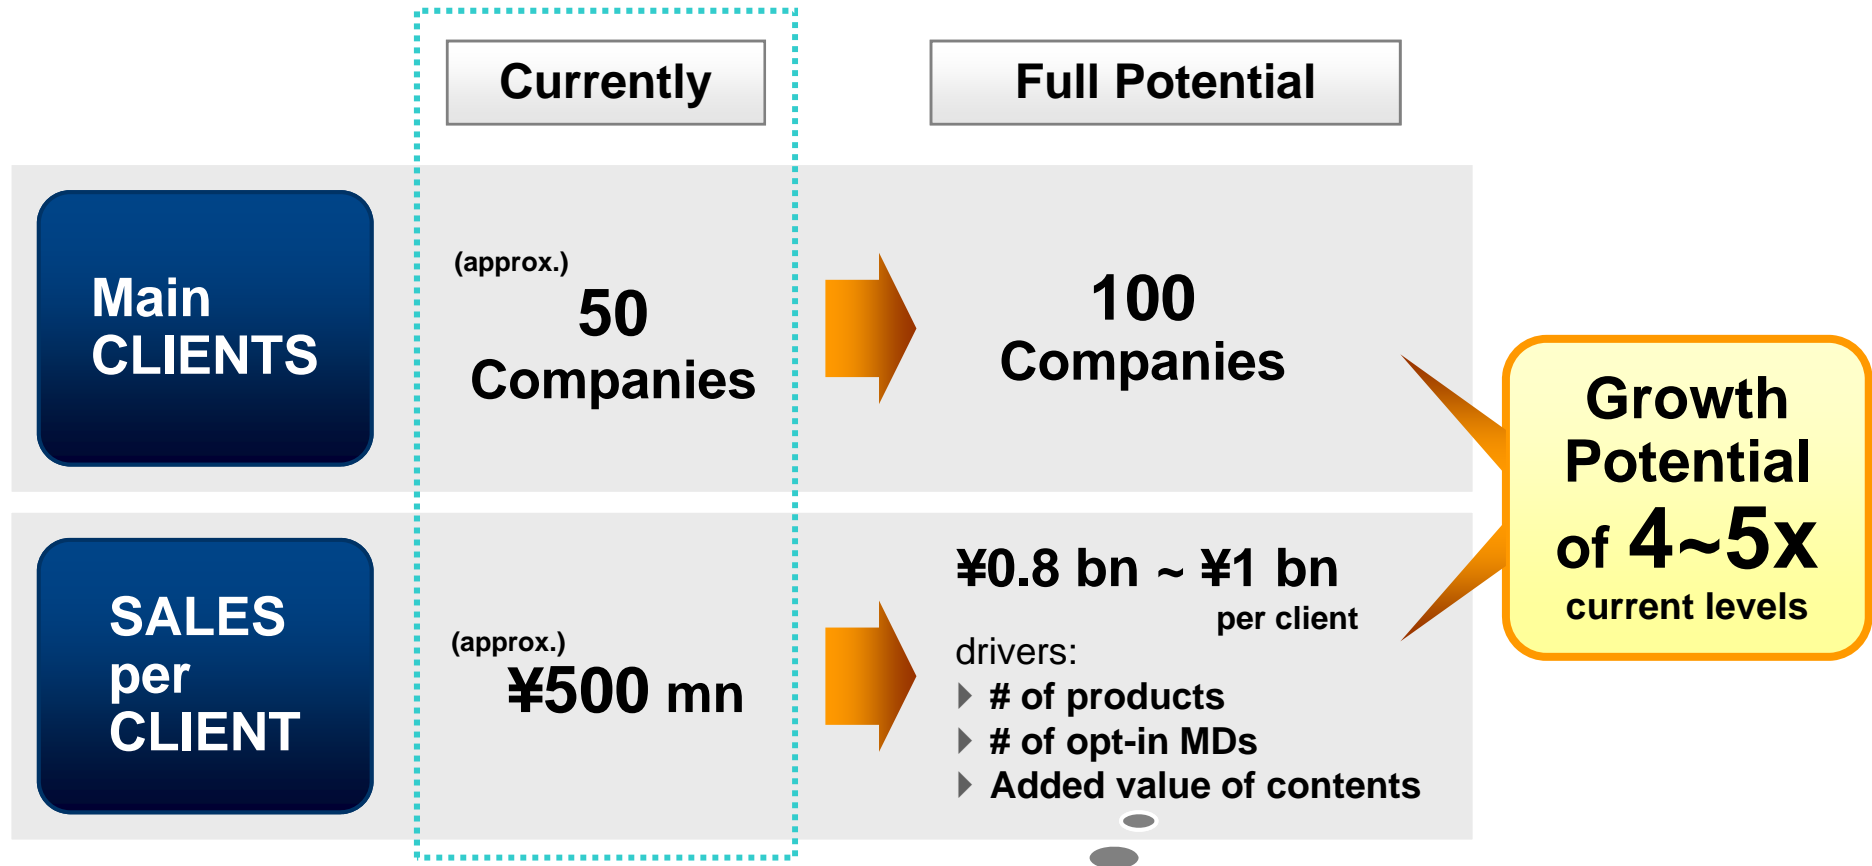 Currently
Full Potential
Main
CLIENTS
(approx.)
50
Companies
100
Companies
SALES
per
CLIENT
(approx.)
¥500 mn
¥0.8 bn ~ ¥1 bn
per client
drivers:
# of products
# of opt-in MDs
Added value of contents
Growth
Potential
of 4~5x
current levels